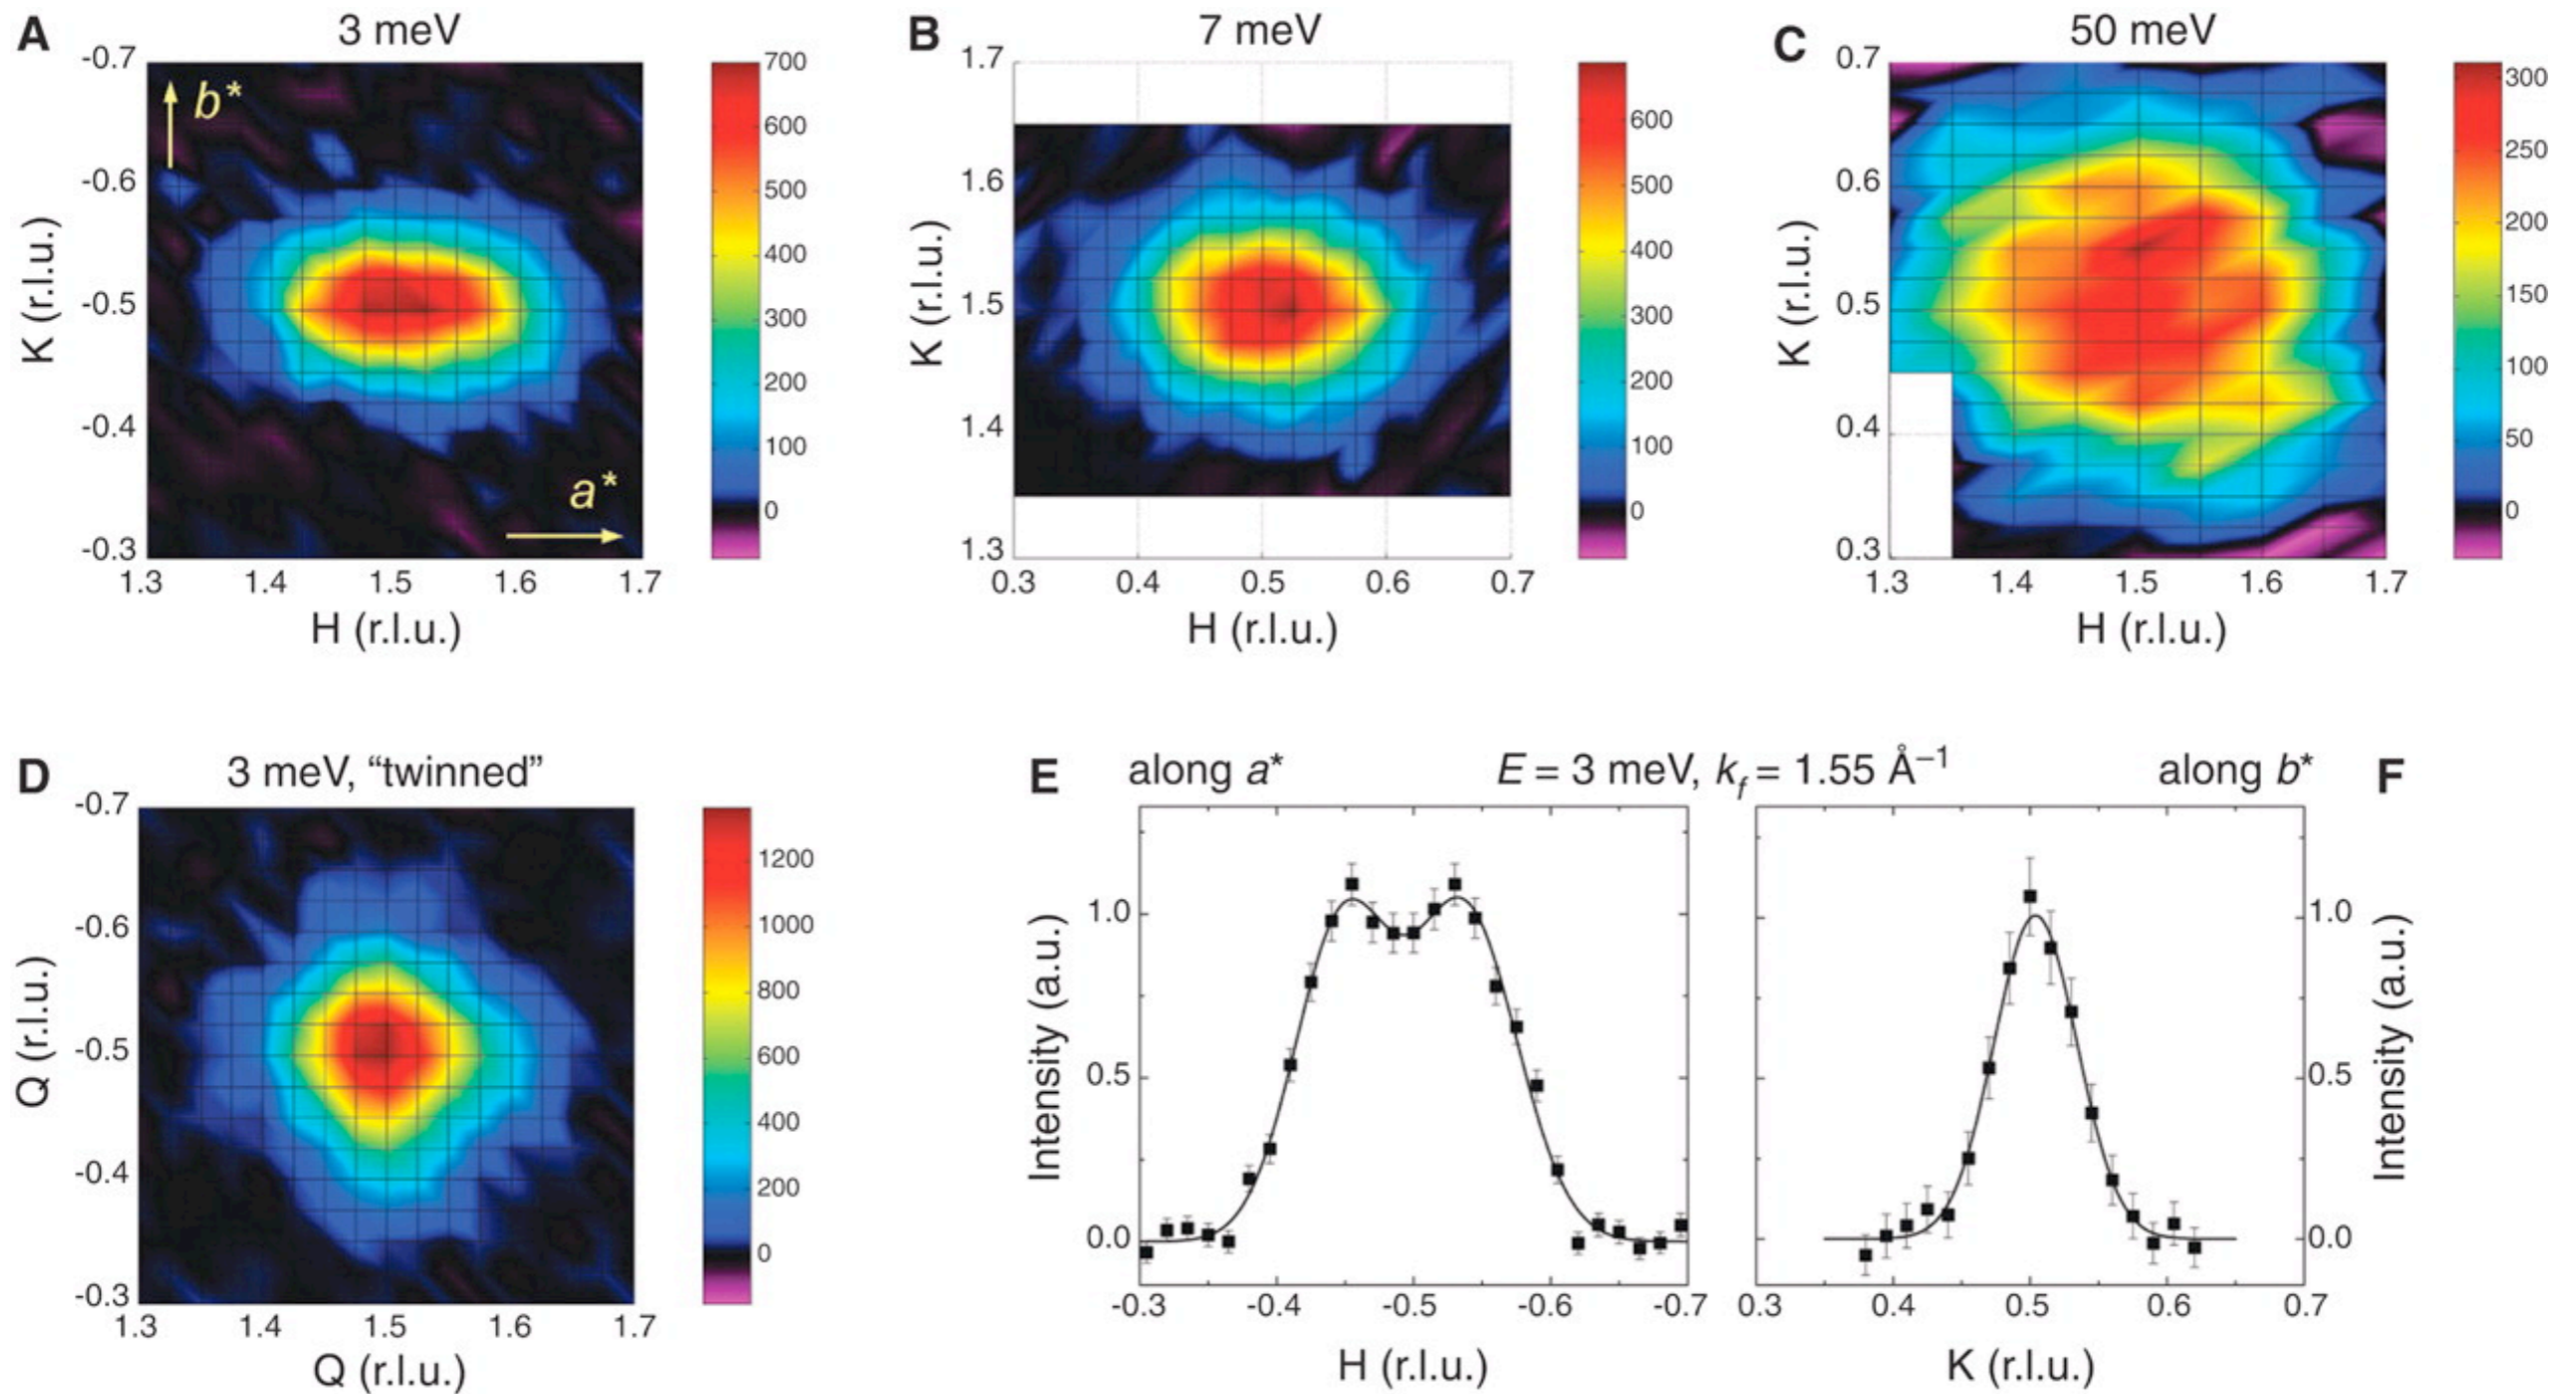 A
3 meV
-0.7
-0.6
-0.5
-0.4
-0.3
K (r.l.u.)
b*
a*
1.3 1.4 1.5 1.6 1.7
H (r.l.u.)
700
600
500
400
300
200
100
0
B
7 meV
1.7
1.6
1.5
1.4
1.3
K (r.l.u.)
0.3 0.4 0.5 0.6 0.7
H (r.l.u.)
600
500
400
300
200
100
0
C
50 meV
0.7
0.6
0.5
0.4
0.3
K (r.l.u.)
1.3 1.4 1.5 1.6 1.7
H (r.l.u.)
300
250
200
150
100
50
0
D
3 meV, “twinned”
-0.7
-0.6
-0.5
-0.4
-0.3
Q (r.l.u.)
1.3 1.4 1.5 1.6 1.7
Q (r.l.u.)
1200
1000
800
600
400
200
0
E along a* E = 3 meV, kf = 1.55 Å–1 along b* F
1.0
0.5
0.0
Intensity (a.u.)
-0.3 -0.4 -0.5 -0.6 -0.7
H (r.l.u.)
1.0
0.5
0.0
Intensity (a.u.)
0.3 0.4 0.5 0.6 0.7
K (r.l.u.)